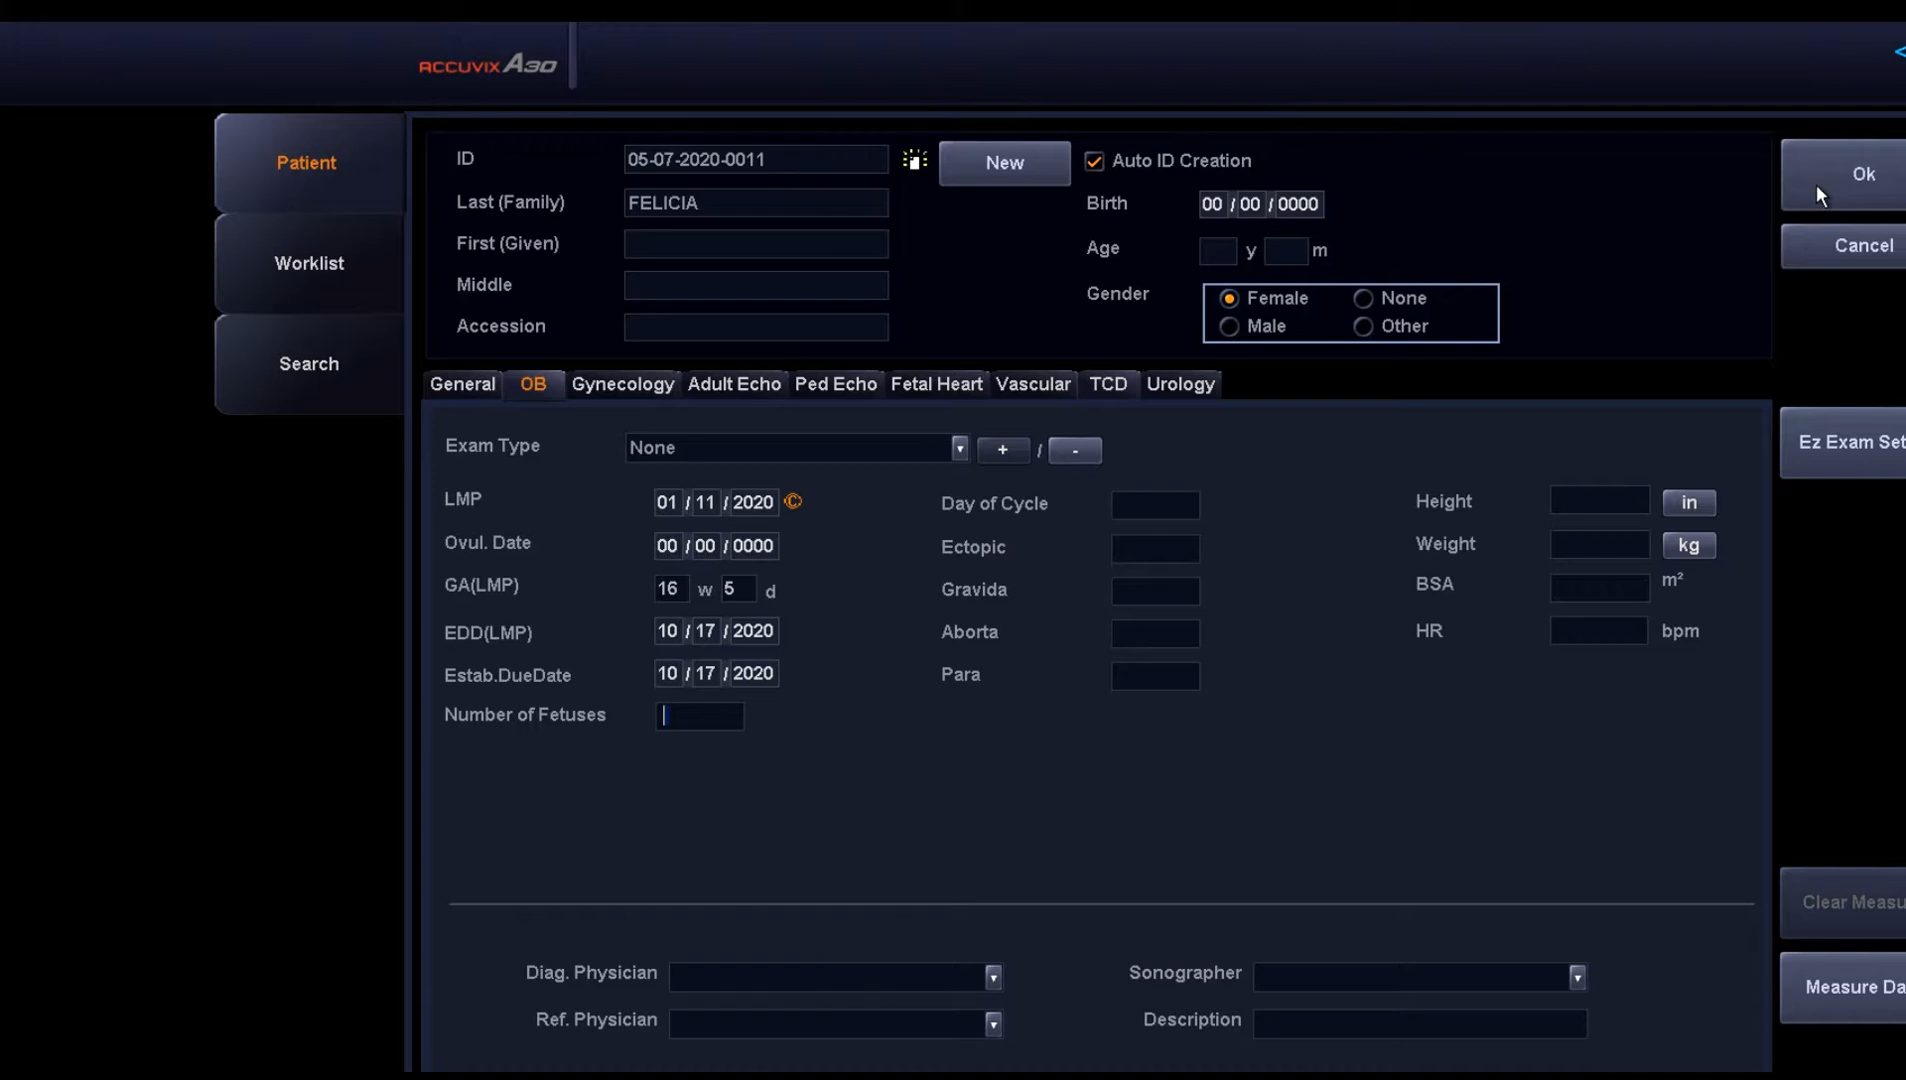 ACCUVIX A30
<
Patient
Worklist
Search
ID 05-07-2020-0011 New Auto ID Creation
Last (Family) FELICIA Birth 00 / 00 / 0000
First (Given) Age y m
Middle Gender Female None
Male Other
Accession
Ok
Cancel
General OB Gynecology Adult Echo Ped Echo Fetal Heart Vascular TCD Urology
Exam Type None + / -
Ez Exam Set
LMP 01 / 11 / 2020 © Day of Cycle Height in
Ovul. Date 00 / 00 / 0000 Ectopic Weight kg
GA(LMP) 16 w 5 d Gravida BSA m²
EDD(LMP) 10 / 17 / 2020 Aborta HR bpm
Estab.DueDate 10 / 17 / 2020 Para
Number of Fetuses
Clear Measu
Diag. Physician Sonographer
Measure Da
Ref. Physician Description